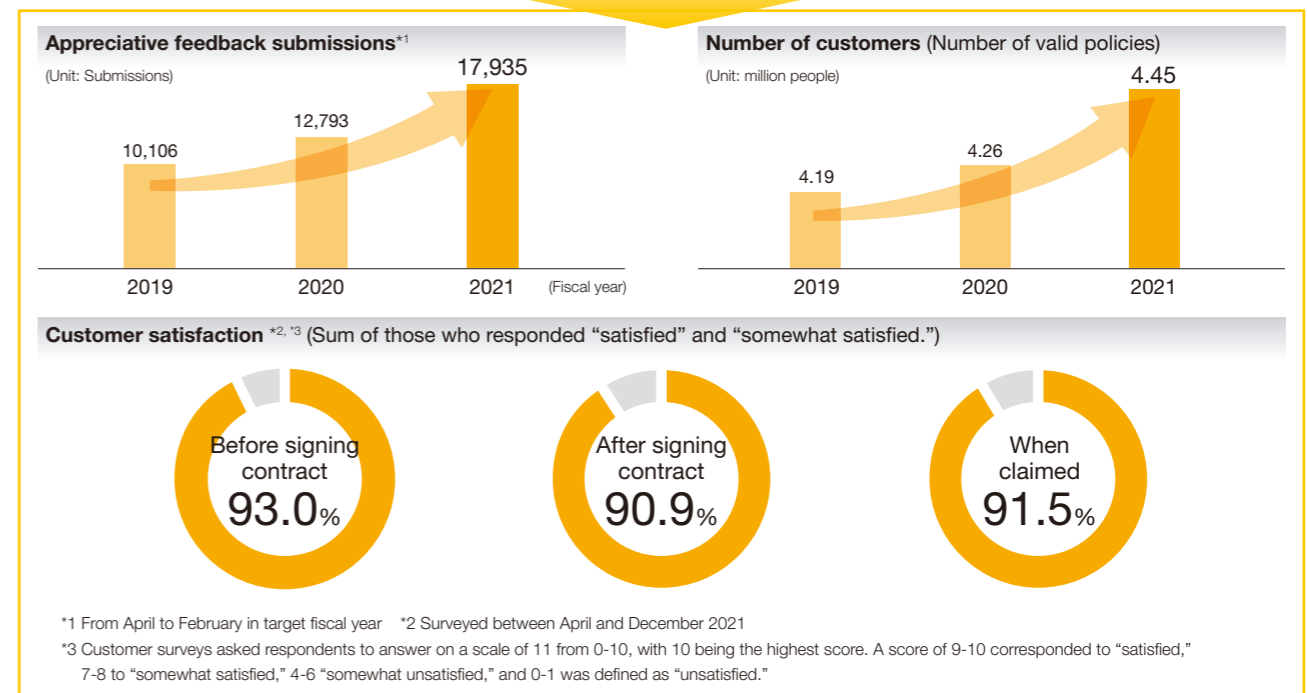 Appreciative feedback submissions*1
(Unit: Submissions)
10,106
12,793
17,935
2019
2020
2021
(Fiscal year)
Number of customers (Number of valid policies)
(Unit: million people)
4.19
4.26
4.45
2019
2020
2021
Customer satisfaction *2, *3 (Sum of those who responded “satisfied” and “somewhat satisfied.”)
Before signing
contract
93.0%
After signing
contract
90.9%
When
claimed
91.5%
*1 From April to February in target fiscal year *2 Surveyed between April and December 2021
*3 Customer surveys asked respondents to answer on a scale of 11 from 0-10, with 10 being the highest score. A score of 9-10 corresponded to “satisfied,”
7-8 to “somewhat satisfied,” 4-6 “somewhat unsatisfied,” and 0-1 was defined as “unsatisfied.”